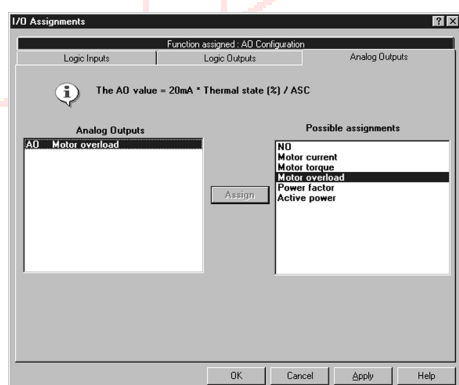 I/O Assignments
Function assigned : AO Configuration
Logic Inputs
Logic Outputs
Analog Outputs
The AO value = 20mA * Thermal state (%) / ASC
Analog Outputs
AO Motor overload
Assign
Possible assignments
NO
Motor current
Motor torque
Motor overload
Power factor
Active power
OK
Cancel
Apply
Help